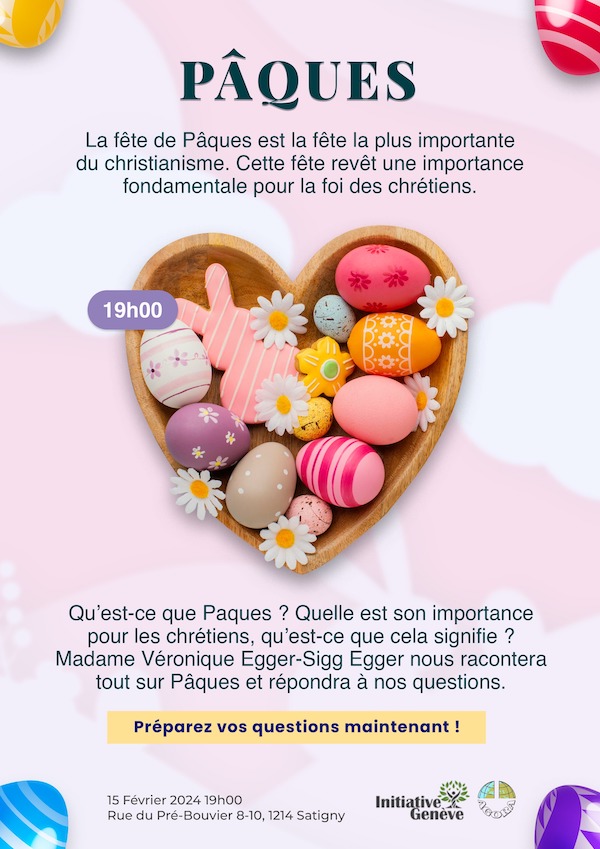 PÂQUES
La fête de Pâques est la fête la plus importante
du christianisme. Cette fête revêt une importance
fondamentale pour la foi des chrétiens.
19h00
Qu'est-ce que Paques ? Quelle est son importance
pour les chrétiens, qu'est-ce que cela signifie ?
Madame Véronique Egger-Sigg Egger nous racontera
tout sur Pâques et répondra à nos questions.
Préparez vos questions maintenant !
15 Février 2024 19h00
Rue du Pré-Bouvier 8-10, 1214 Satigny
Initiative
Genève
AGORA